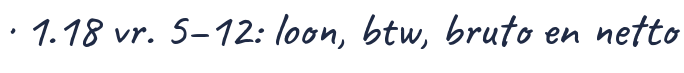 · 1.18 vr. 5–12: loon, btw, bruto en netto